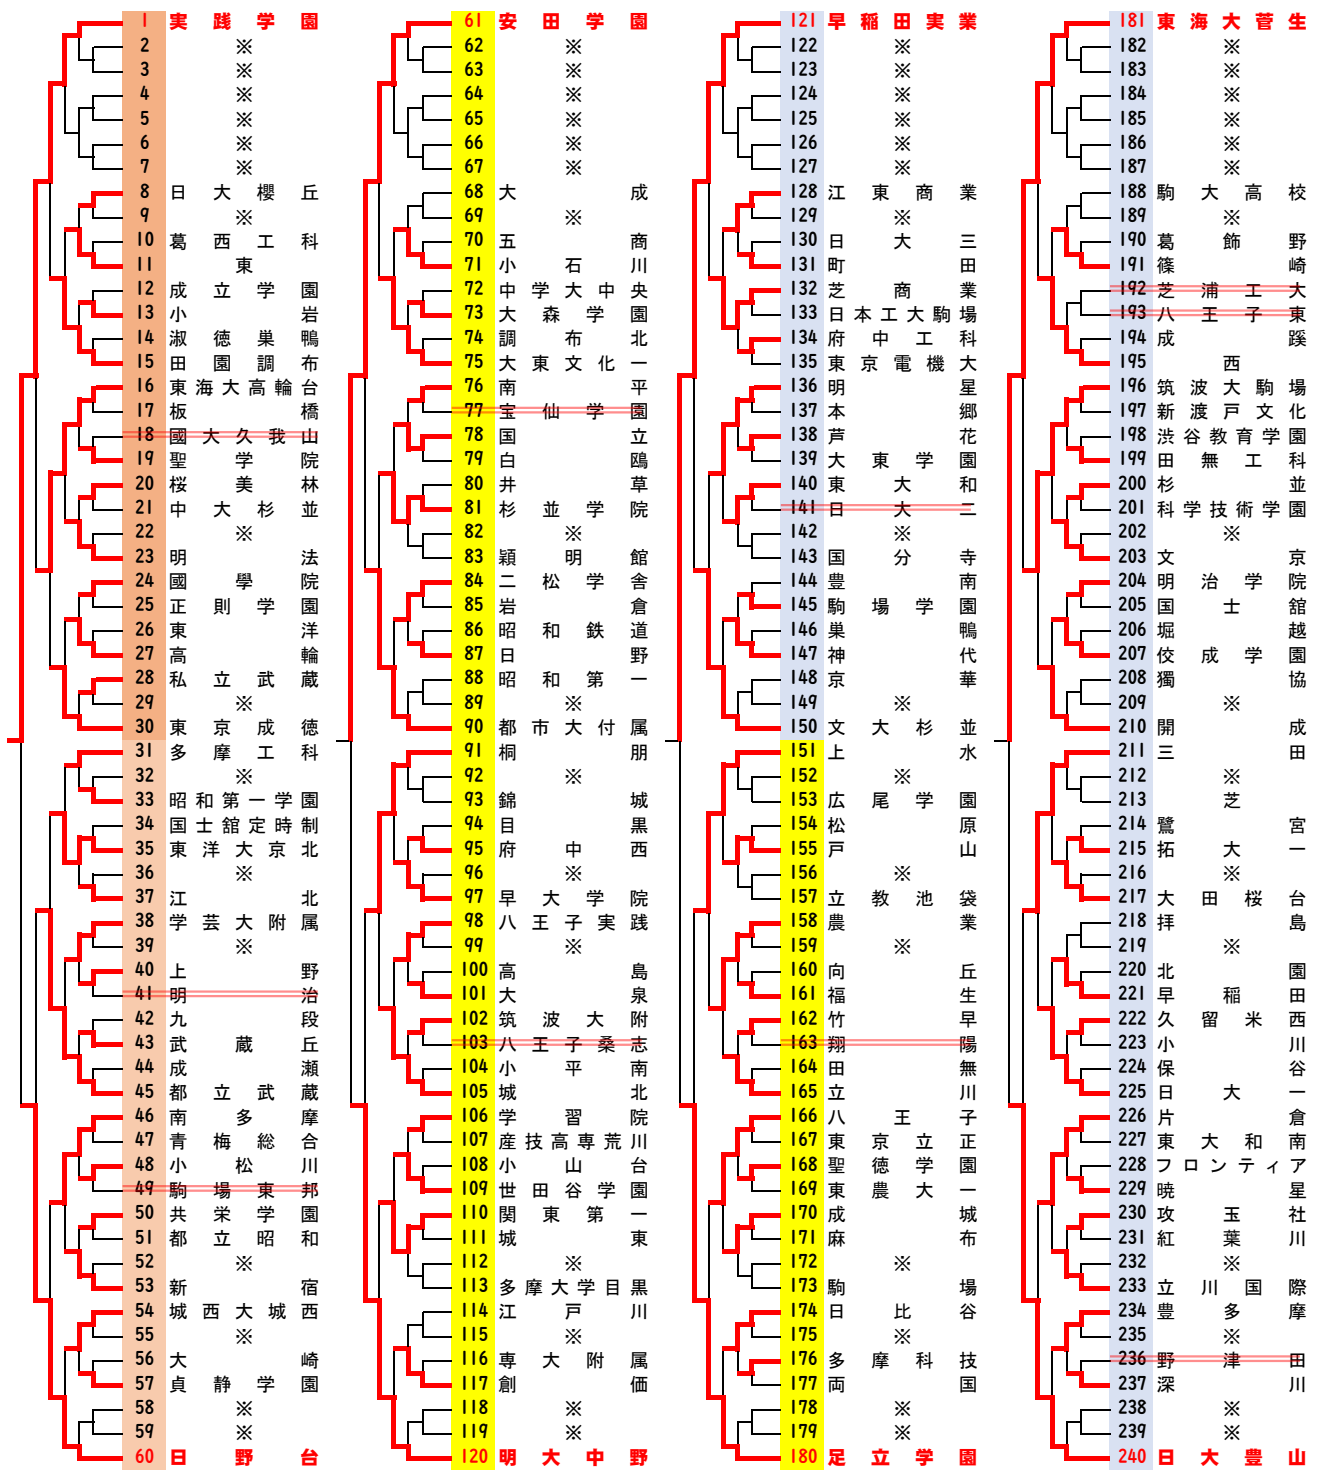 1 実践学園
2 ※
3 ※
4 ※
5 ※
6 ※
7 ※
8 日大櫻丘
9 ※
10 葛西工科
11 東
12 成立学園
13 小岩
14 淑徳巣鴨
15 田園調布
16 東海大高輪台
17 板橋
18 國大久我山
19 聖学院
20 桜美林
21 中大杉並
22 ※
23 明法
24 國學院
25 正則学園
26 東洋
27 高輪
28 私立武蔵
29 ※
30 東京成徳
31 多摩工科
32 ※
33 昭和第一学園
34 国士舘定時制
35 東洋大京北
36 ※
37 江北
38 学芸大附属
39 ※
40 上野
41 明治
42 九段
43 武蔵丘
44 成瀬
45 都立武蔵
46 南多摩
47 青梅総合
48 小松川
49 駒場東邦
50 共栄学園
51 都立昭和
52 ※
53 新宿
54 城西大城西
55 ※
56 大崎
57 貞静学園
58 ※
59 ※
60 日野台
61 安田学園
62 ※
63 ※
64 ※
65 ※
66 ※
67 ※
68 大成
69 ※
70 五商
71 小石川
72 中学大中央
73 大森学園
74 調布北
75 大東文化一
76 南平
77 宝仙学園
78 国立
79 白鴎
80 井草
81 杉並学院
82 ※
83 穎明館
84 二松学舎
85 岩倉
86 昭和鉄道
87 日野
88 昭和第一
89 ※
90 都市大付属
91 桐朋
92 ※
93 錦城
94 目黒
95 府中西
96 ※
97 早大学院
98 八王子実践
99 ※
100 高島
101 大泉
102 筑波大附
103 八王子桑志
104 小平南
105 城北
106 学習院
107 産技高専荒川
108 小山台
109 世田谷学園
110 関東第一
111 城東
112 ※
113 多摩大学目黒
114 江戸川
115 ※
116 専大附属
117 創価
118 ※
119 ※
120 明大中野
121 早稲田実業
122 ※
123 ※
124 ※
125 ※
126 ※
127 ※
128 江東商業
129 ※
130 日大三
131 町田
132 芝商業
133 日本工大駒場
134 府中工科
135 東京電機大
136 明星
137 本郷
138 芦花
139 大東学園
140 東大和
141 日大二
142 ※
143 国分寺
144 豊南
145 駒場学園
146 巣鴨
147 神代
148 京華
149 ※
150 文大杉並
151 上水
152 ※
153 広尾学園
154 松原
155 戸山
156 ※
157 立教池袋
158 農業
159 ※
160 向丘
161 福生
162 竹早
163 翔陽
164 田無
165 立川
166 八王子
167 東京立正
168 聖徳学園
169 東農大一
170 成城
171 麻布
172 ※
173 駒場
174 日比谷
175 ※
176 多摩科技
177 両国
178 ※
179 ※
180 足立学園
181 東海大菅生
182 ※
183 ※
184 ※
185 ※
186 ※
187 ※
188 駒大高校
189 ※
190 葛飾野
191 篠崎
192 芝浦工大
193 八王子東
194 成蹊
195 西
196 筑波大駒場
197 新渡戸文化
198 渋谷教育学園
199 田無工科
200 杉並
201 科学技術学園
202 ※
203 文京
204 明治学院
205 国士舘
206 堀越
207 佼成学園
208 獨協
209 ※
210 開成
211 三田
212 ※
213 芝
214 鷺宮
215 拓大一
216 ※
217 大田桜台
218 拝島
219 ※
220 北園
221 早稲田
222 久留米西
223 小川
224 保谷
225 日大一
226 片倉
227 東大和南
228 フロンティア
229 暁星
230 攻玉社
231 紅葉川
232 ※
233 立川国際
234 豊多摩
235 ※
236 野津田
237 深川
238 ※
239 ※
240 日大豊山